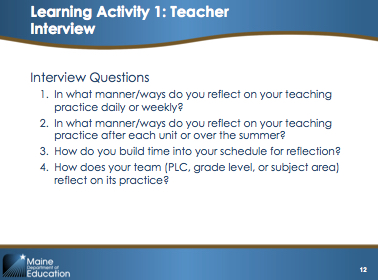 Learning Activity 1: Teacher
Interview
Interview Questions
1. In what manner/ways do you reflect on your teaching
practice daily or weekly?
2. In what manner/ways do you reflect on your teaching
practice after each unit or over the summer?
3. How do you build time into your schedule for reflection?
4. How does your team (PLC, grade level, or subject area)
reflect on its practice?
Maine
Department of
Education
12